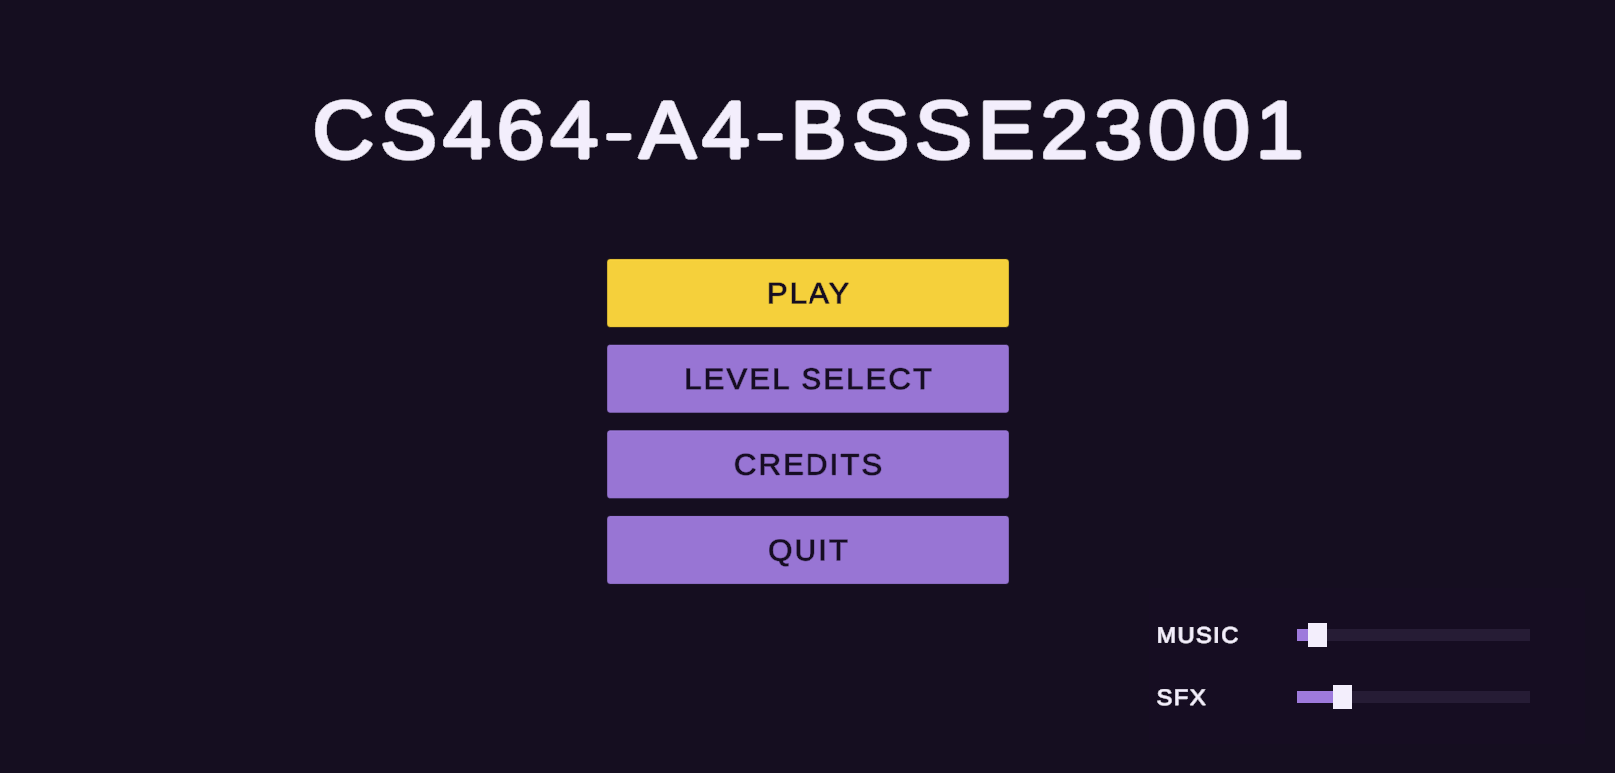 CS464-A4-BSSE23001
PLAY
LEVEL SELECT
CREDITS
QUIT
MUSIC
SFX